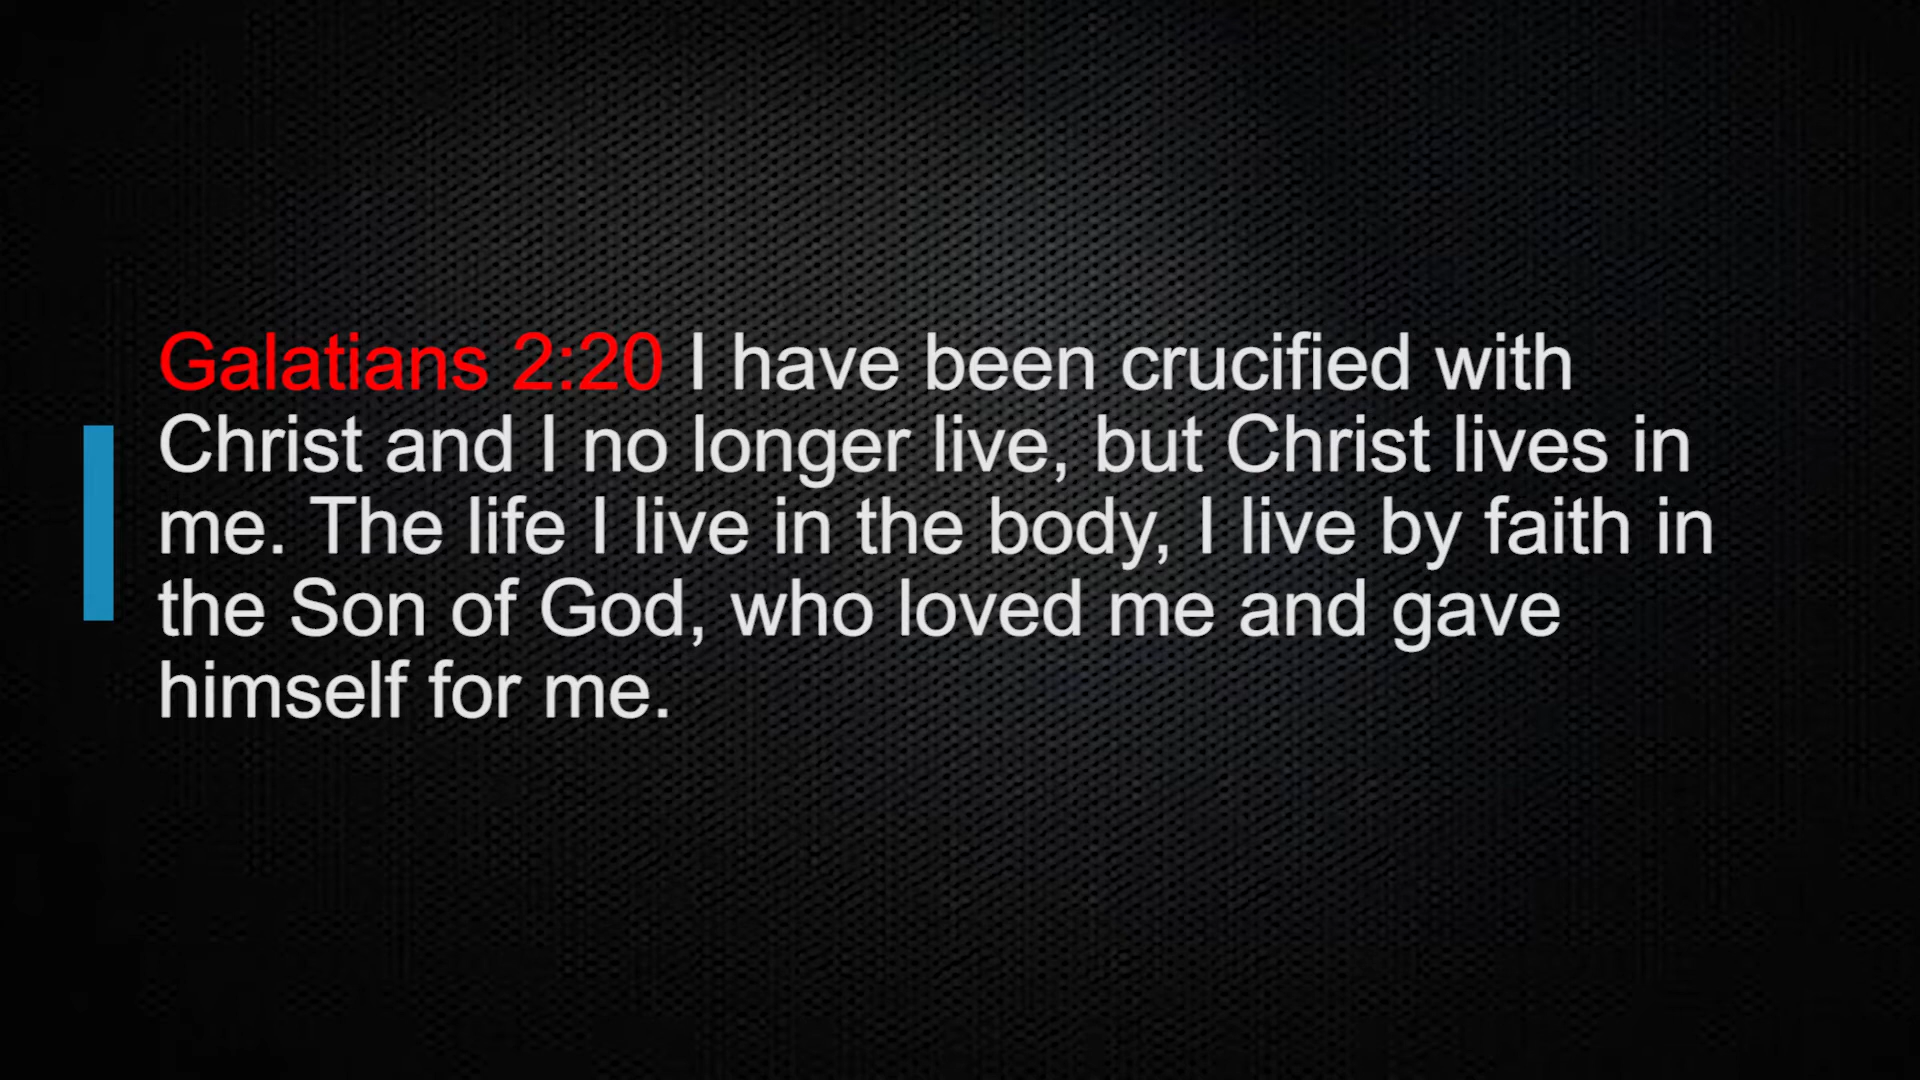 Galatians 2:20 I have been crucified with
Christ and I no longer live, but Christ lives in
me. The life I live in the body, I live by faith in
the Son of God, who loved me and gave
himself for me.